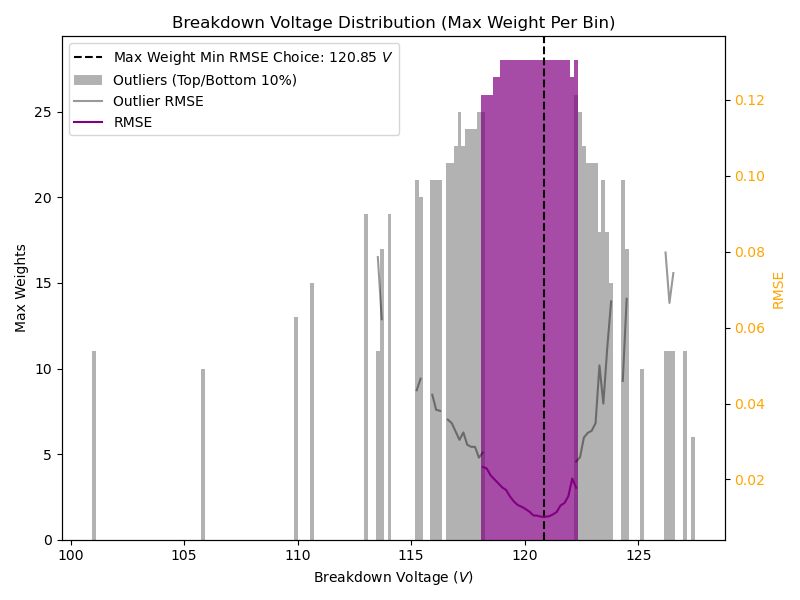 Breakdown Voltage Distribution (Max Weight Per Bin)
Max Weight Min RMSE Choice: 120.85 V
Outliers (Top/Bottom 10%)
Outlier RMSE
RMSE
Max Weights
0
5
10
15
20
25
100
105
110
115
120
125
Breakdown Voltage (V)
0.02
0.04
0.06
0.08
0.10
0.12
RMSE